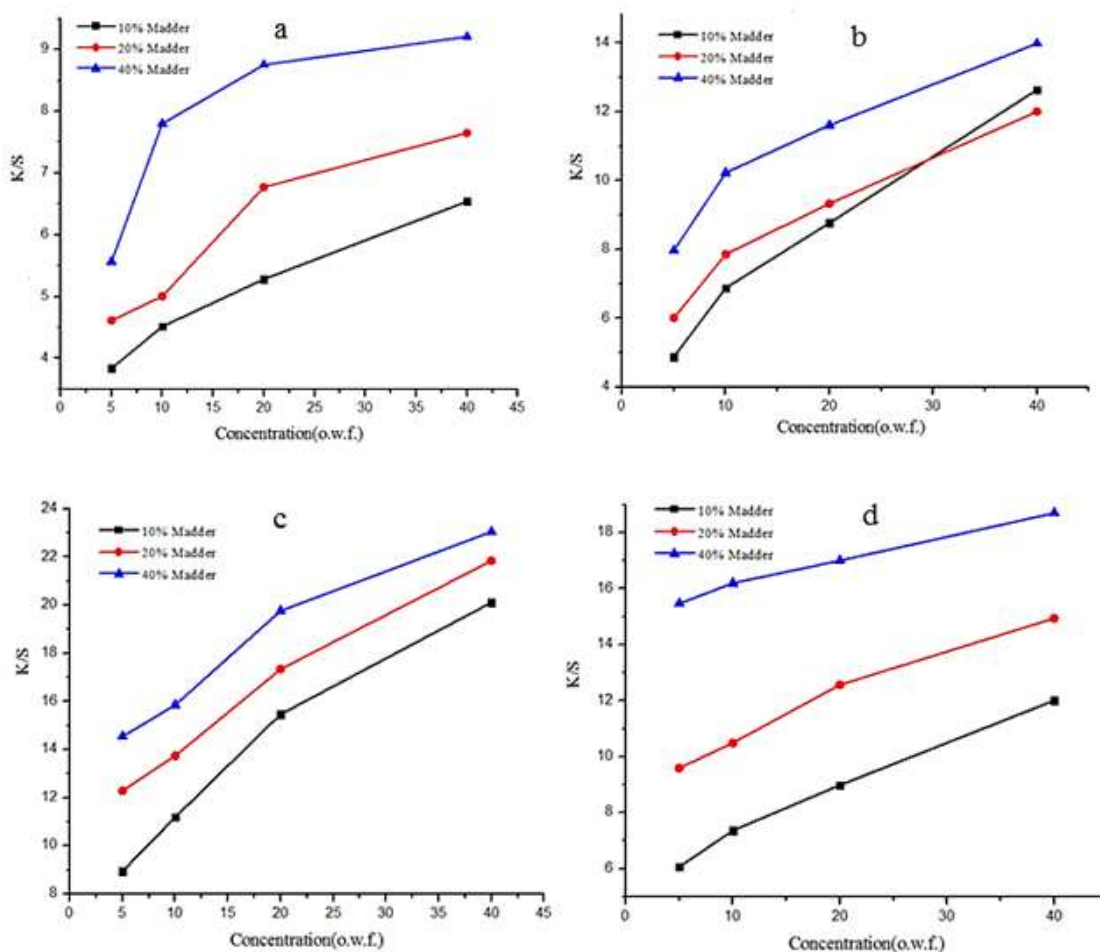 a
10% Madder
20% Madder
40% Madder
K/S
9
8
7
6
5
4
0 5 10 15 20 25 30 35 40 45
Concentration(o.w.f.)
b
10% Madder
20% Madder
40% Madder
K/S
14
12
10
8
6
4
0 10 20 30 40
Concentration(o.w.f.)
c
10% Madder
20% Madder
40% Madder
K/S
24
22
20
18
16
14
12
10
8
0 5 10 15 20 25 30 35 40 45
Concentration(o.w.f.)
d
10% Madder
20% Madder
40% Madder
K/S
18
16
14
12
10
8
6
0 10 20 30 40
Concentration(o.w.f.)